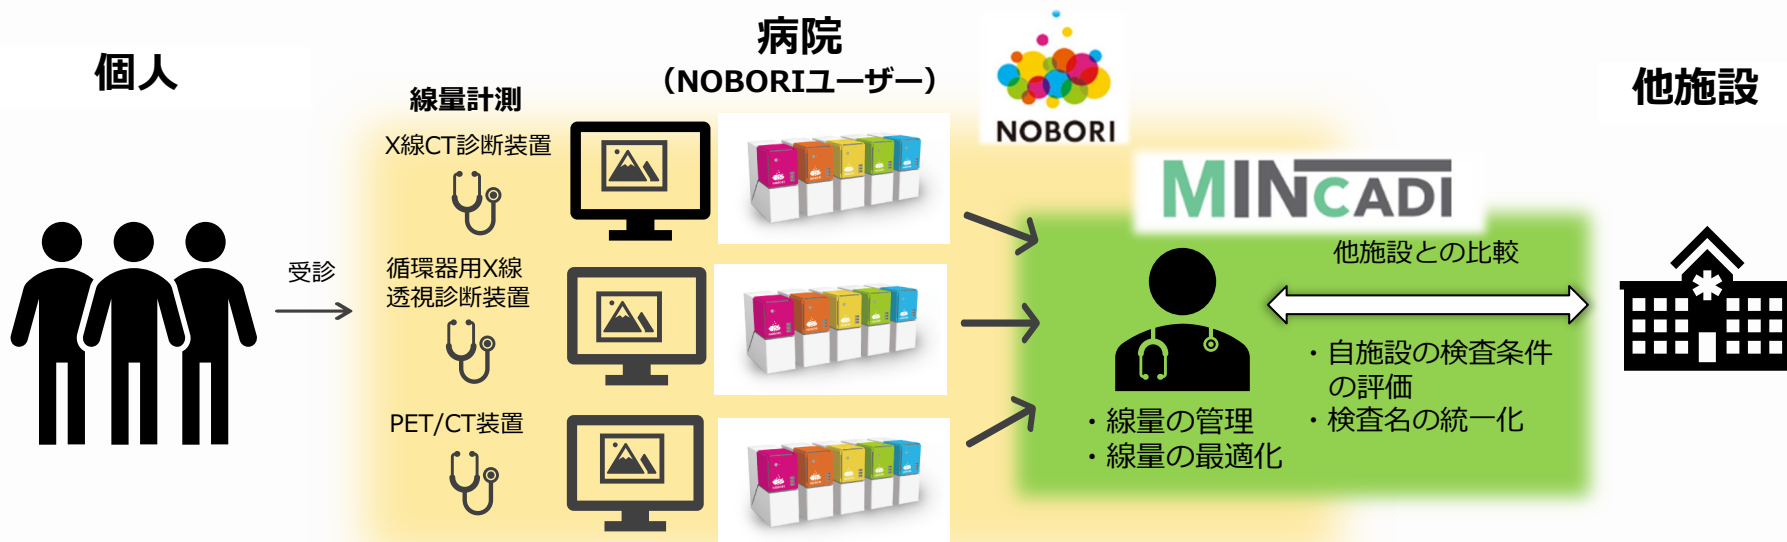 個人
受診
病院
（NOBORIユーザー）
線量計測
X線CT診断装置
循環器用X線
透視診断装置
PET/CT装置
NOBORI
MINCADI
・線量の管理
・線量の最適化
他施設との比較
・自施設の検査条件
の評価
・検査名の統一化
他施設